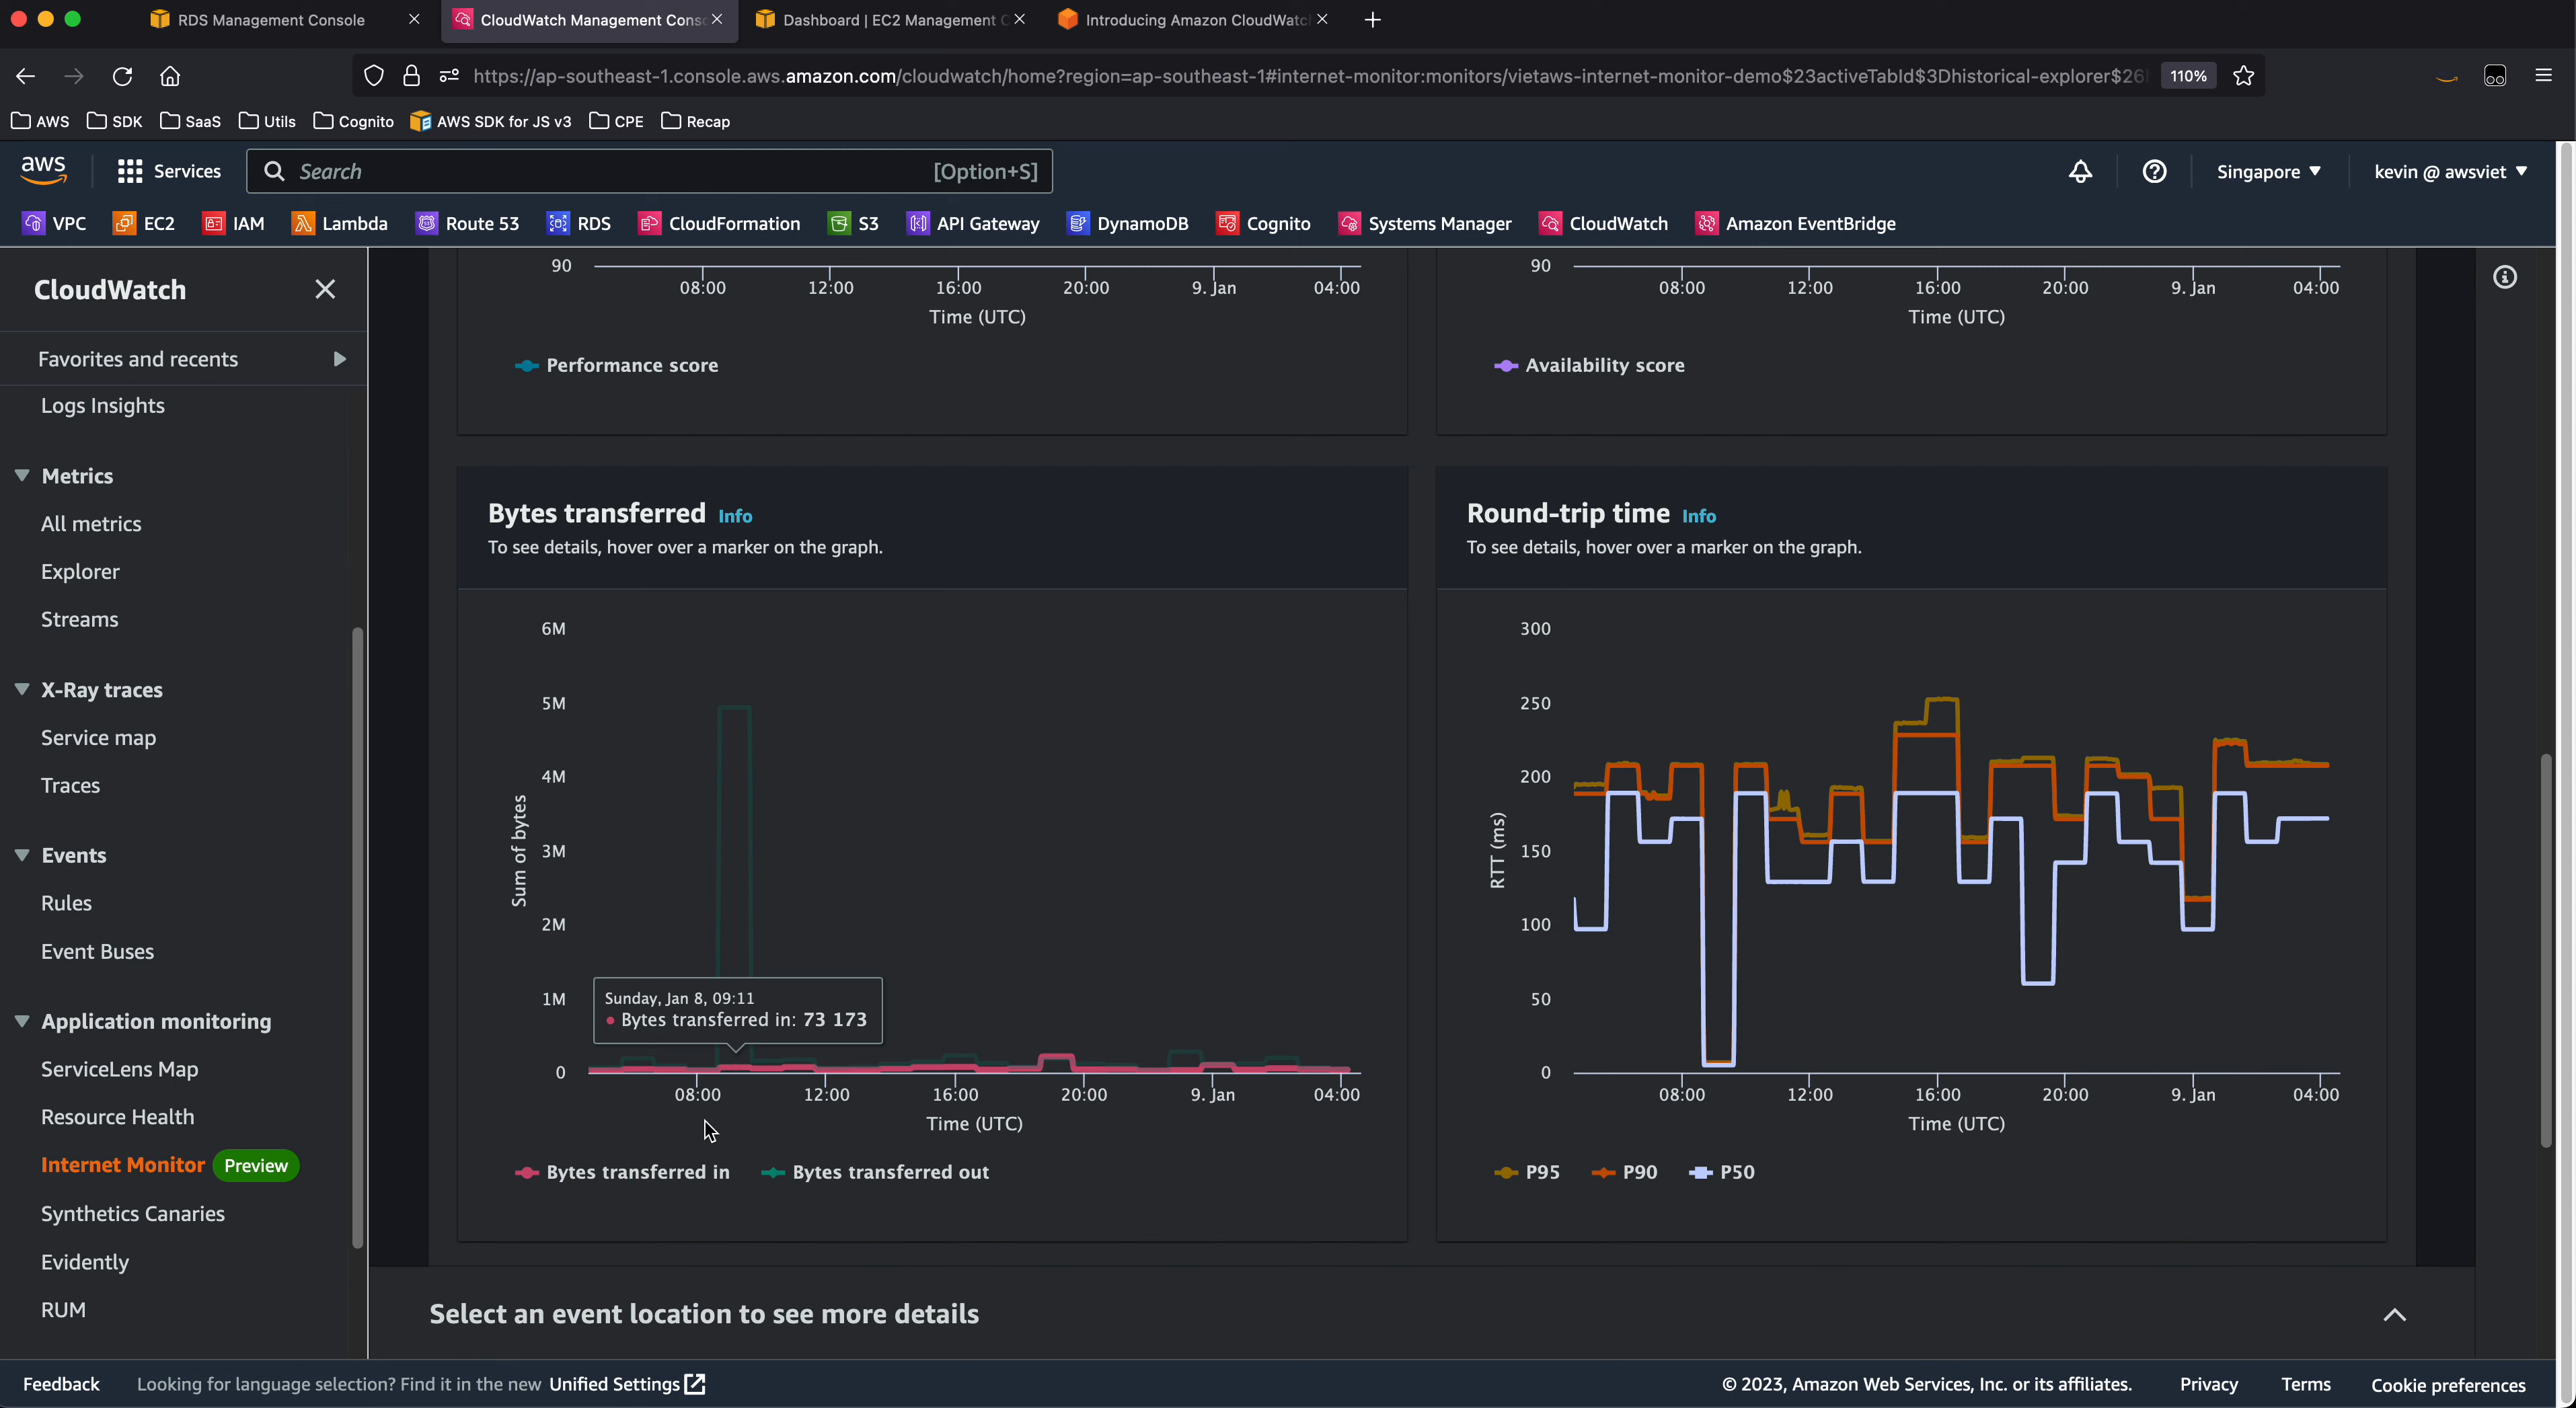 RDS Management Console
CloudWatch Management Conso
Dashboard | EC2 Management C
Introducing Amazon CloudWatch
https://ap-southeast-1.console.aws.amazon.com/cloudwatch/home?region=ap-southeast-1#internet-monitor:monitors/vietaws-internet-monitor-demo$23activeTabId$3Dhistorical-explorer$26
110%
AWS SDK SaaS Utils Cognito AWS SDK for JS v3 CPE Recap
aws Services Search [Option+S] Singapore kevin @ awsviet
VPC EC2 IAM Lambda Route 53 RDS CloudFormation S3 API Gateway DynamoDB Cognito Systems Manager CloudWatch Amazon EventBridge
CloudWatch
Favorites and recents
Logs Insights
Metrics
All metrics
Explorer
Streams
X-Ray traces
Service map
Traces
Events
Rules
Event Buses
Application monitoring
ServiceLens Map
Resource Health
Internet Monitor Preview
Synthetics Canaries
Evidently
RUM
90
08:00 12:00 16:00 20:00 9. Jan 04:00
Time (UTC)
Performance score
90
08:00 12:00 16:00 20:00 9. Jan 04:00
Time (UTC)
Availability score
Bytes transferred Info
To see details, hover over a marker on the graph.
6M
5M
4M
3M
2M
1M
0
Sum of bytes
Sunday, Jan 8, 09:11
Bytes transferred in: 73 173
08:00 12:00 16:00 20:00 9. Jan 04:00
Time (UTC)
Bytes transferred in Bytes transferred out
Round-trip time Info
To see details, hover over a marker on the graph.
300
250
200
150
100
50
0
RTT (ms)
08:00 12:00 16:00 20:00 9. Jan 04:00
Time (UTC)
P95 P90 P50
Select an event location to see more details
Feedback Looking for language selection? Find it in the new Unified Settings © 2023, Amazon Web Services, Inc. or its affiliates. Privacy Terms Cookie preferences